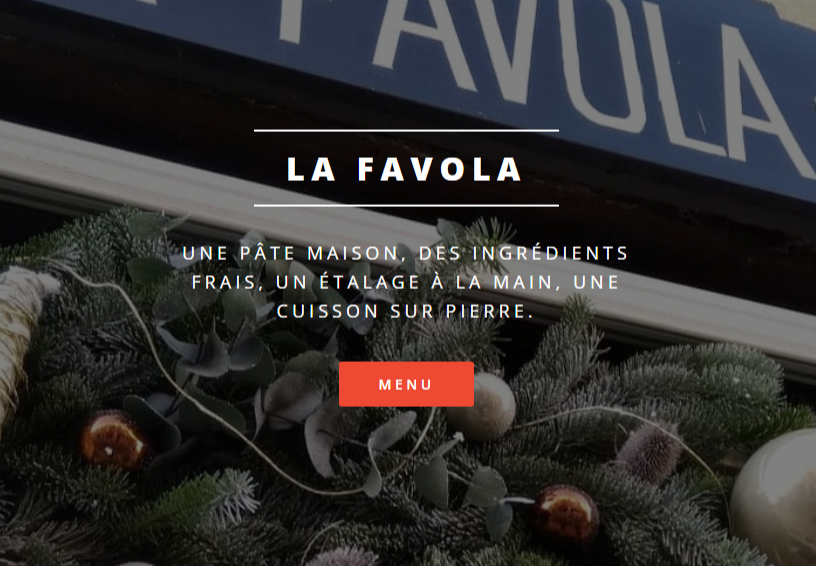 FAVOLA
LA FAVOLA
UNE PÂTE MAISON, DES INGRÉDIENTS
FRAIS, UN ÉTALAGE À LA MAIN, UNE
CUISSON SUR PIERRE.
MENU